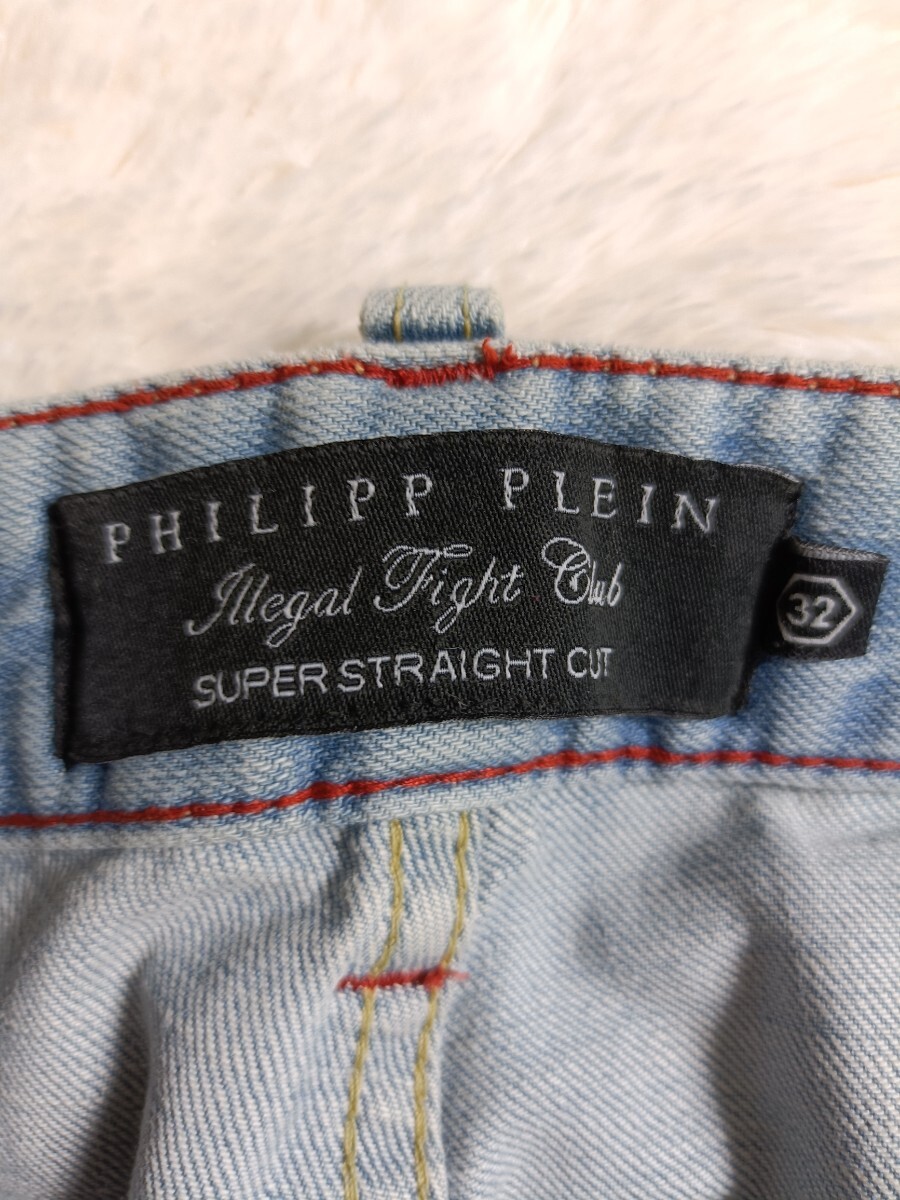 PHILIPP PLEIN
Illegal Fight Club
SUPER STRAIGHT CUT
32